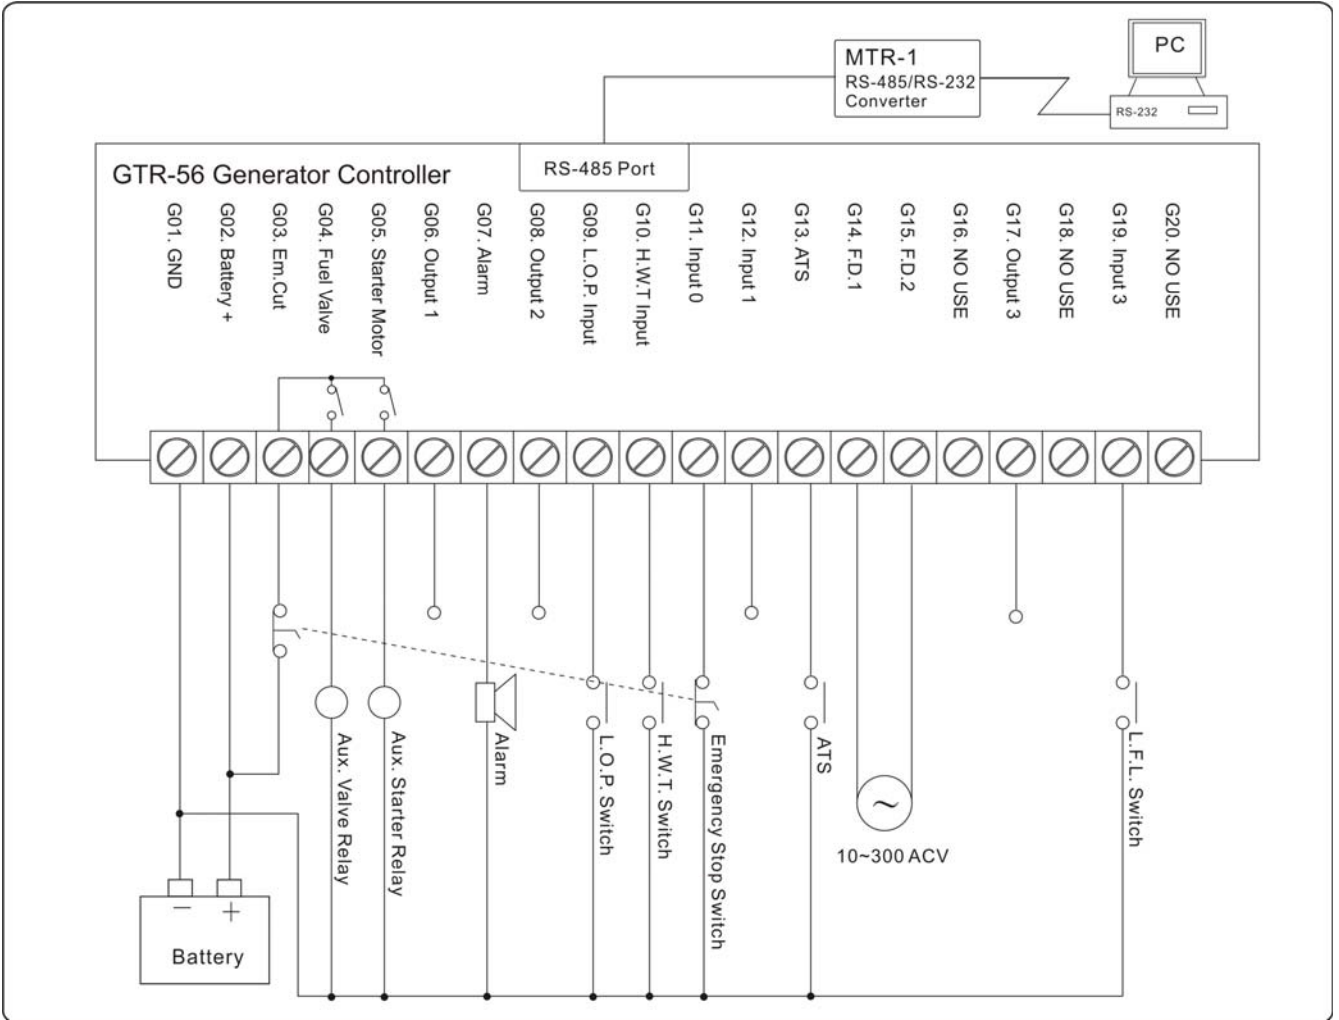 PC
MTR-1
RS-485/RS-232
Converter
RS-232
GTR-56 Generator Controller
RS-485 Port
G01. GND
G02. Battery +
G03. Em.Cut
G04. Fuel Valve
G05. Starter Motor
G06. Output 1
G07. Alarm
G08. Output 2
G09. L.O.P. Input
G10. H.W.T Input
G11. Input 0
G12. Input 1
G13. ATS
G14. F.D.1
G15. F.D.2
G16. NO USE
G17. Output 3
G18. NO USE
G19. Input 3
G20. NO USE
Aux. Valve Relay
Aux. Starter Relay
Alarm
L.O.P. Switch
H.W.T. Switch
Emergency Stop Switch
ATS
~
10~300 ACV
L.F.L. Switch
− +
Battery